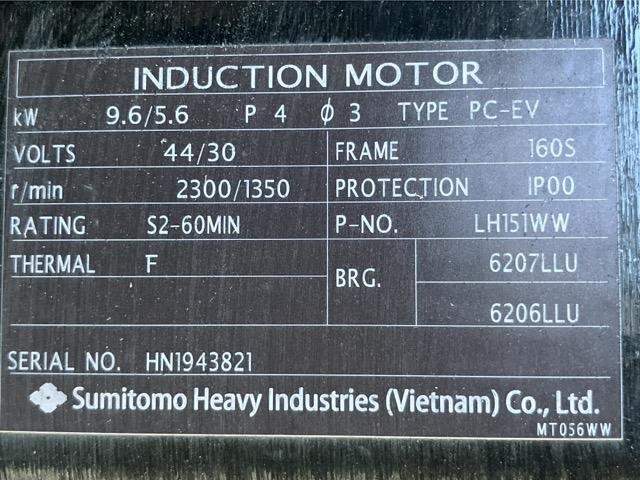 INDUCTION MOTOR
kW 9.6/5.6 P 4 φ 3 TYPE PC-EV
VOLTS 44/30 FRAME 160S
r/min 2300/1350 PROTECTION IP00
RATING S2-60MIN P-NO. LH151WW
THERMAL F BRG. 6207LLU
6206LLU
SERIAL NO. HN1943821
Sumitomo Heavy Industries (Vietnam) Co., Ltd.
MT056WW